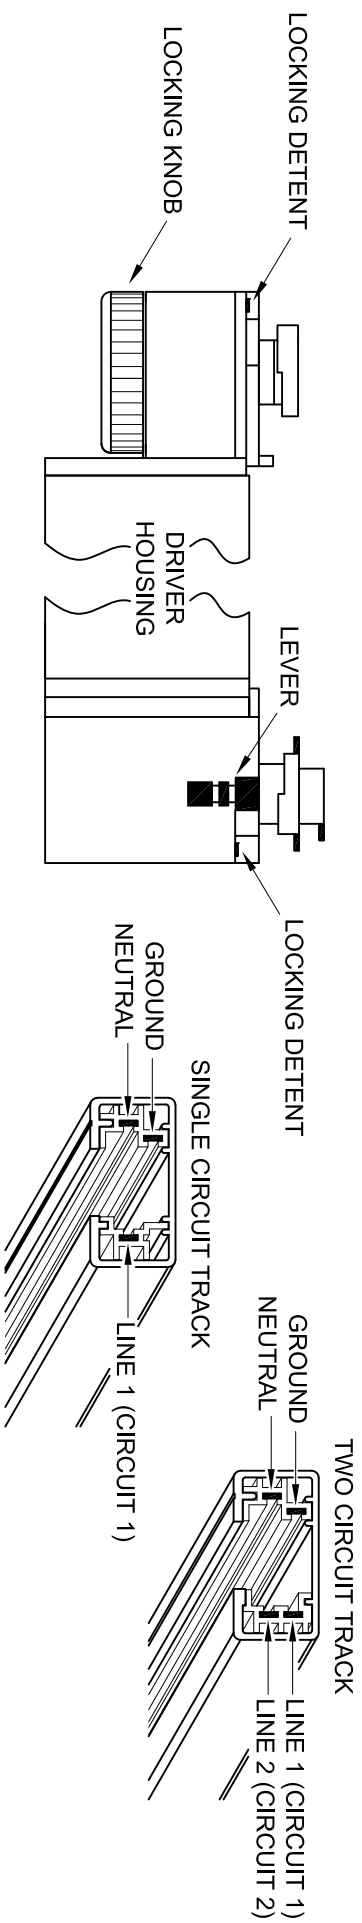 LOCKING DETENT
LOCKING KNOB
DRIVER
HOUSING
LEVER
LOCKING DETENT
SINGLE CIRCUIT TRACK
GROUND
NEUTRAL
LINE 1 (CIRCUIT 1)
TWO CIRCUIT TRACK
GROUND
NEUTRAL
LINE 1 (CIRCUIT 1)
LINE 2 (CIRCUIT 2)